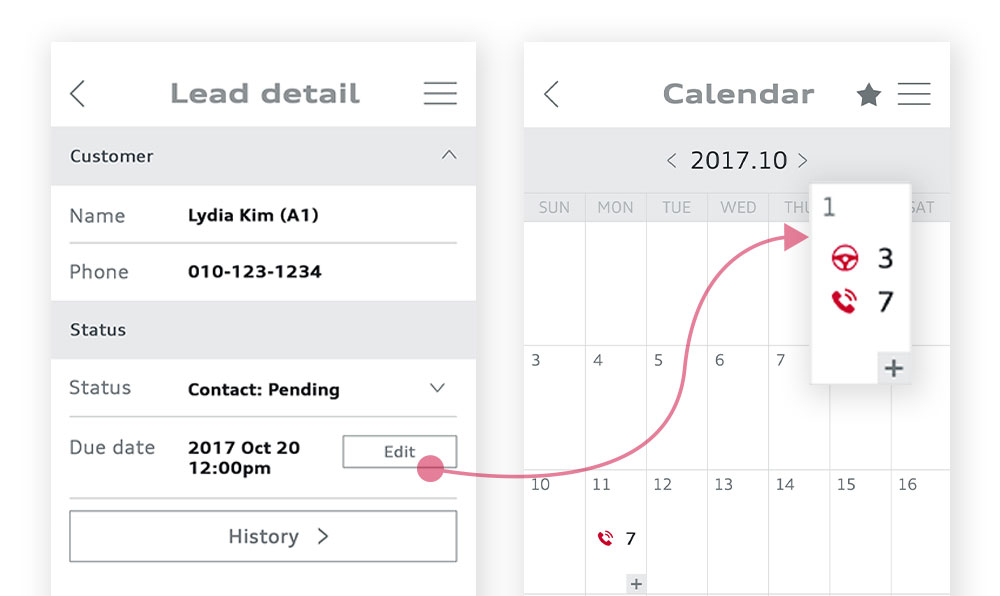 Lead detail
Customer
Name Lydia Kim (A1)
Phone 010-123-1234
Status
Status Contact: Pending
Due date 2017 Oct 20
12:00pm
Edit
History
Calendar
2017.10
SUN MON TUE WED THU SAT
1
3
7
3 4 5 6 7
10 11 12 13 14 15 16
7